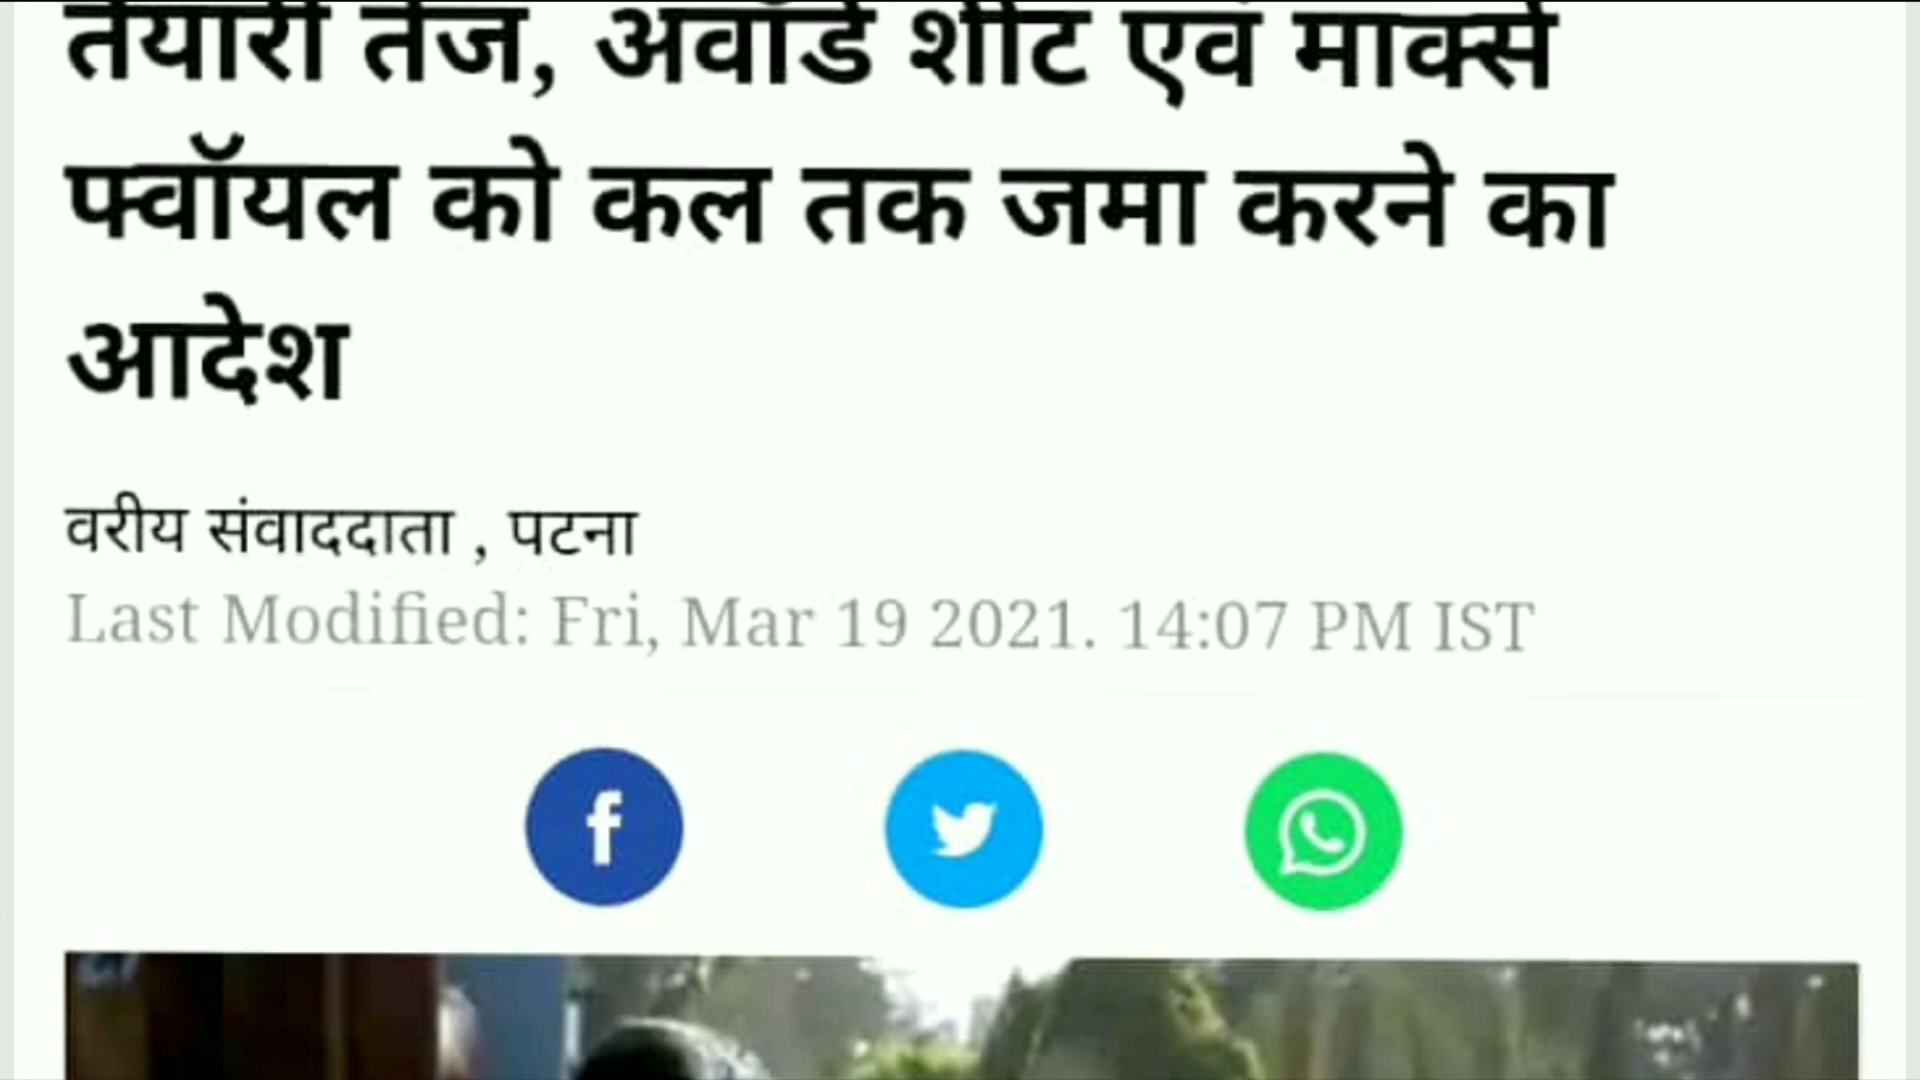 तैयारी तेज, अवॉर्ड शीट एवं मार्क्स
फ्वॉयल को कल तक जमा करने का
आदेश
वरीय संवाददाता , पटना
Last Modified: Fri, Mar 19 2021. 14:07 PM IST